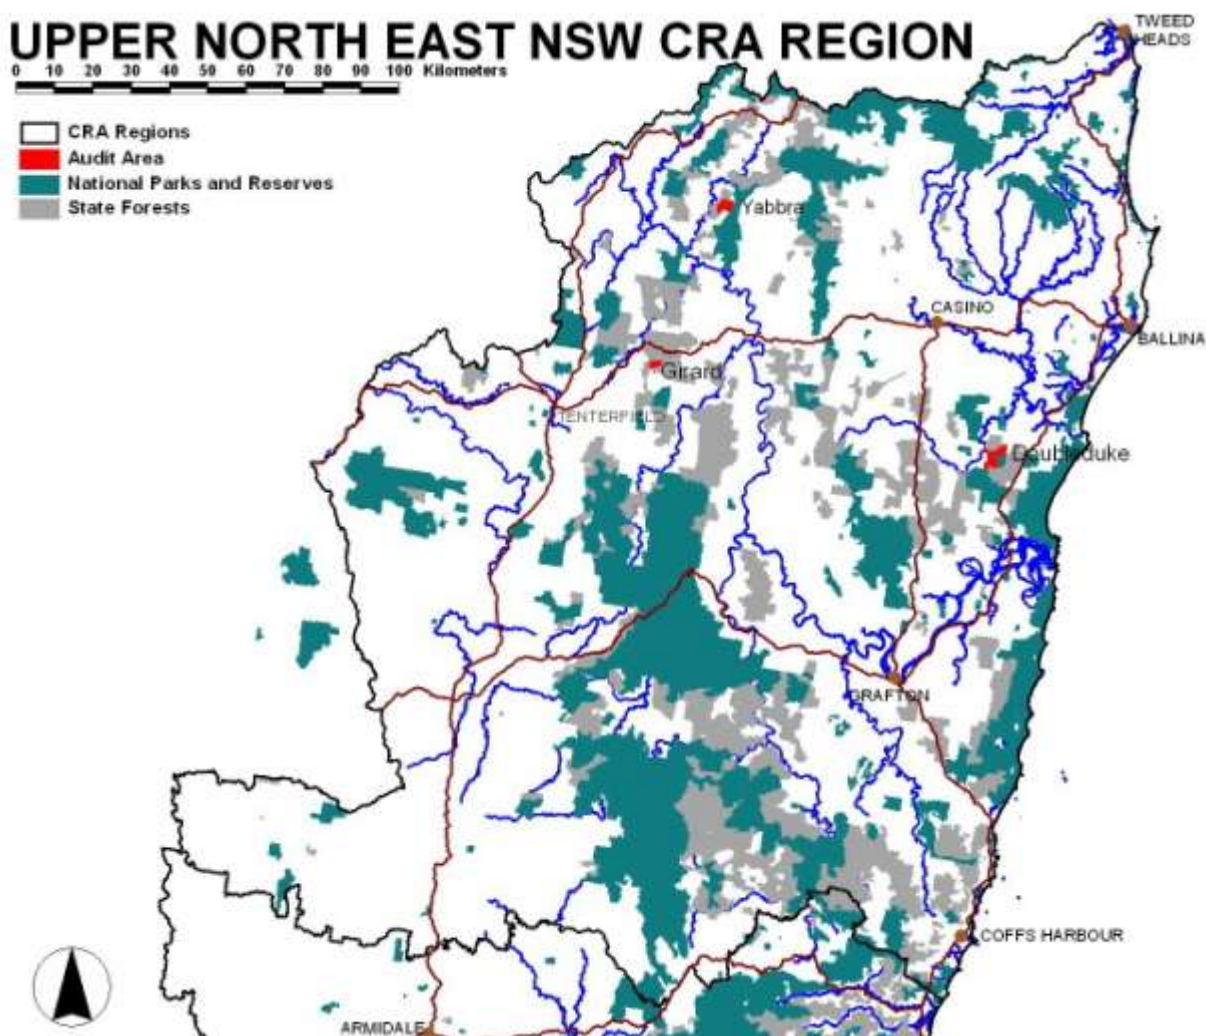 UPPER NORTH EAST NSW CRA REGION
0 10 20 30 40 50 60 70 80 90 100 Kilometers
CRA Regions
Audit Area
National Parks and Reserves
State Forests
TWEED
HEADS
Yabbra
CASINO
BALLINA
Girard
TENTERFIELD
Doubleduke
GRAFTON
COFFS HARBOUR
ARMIDALE